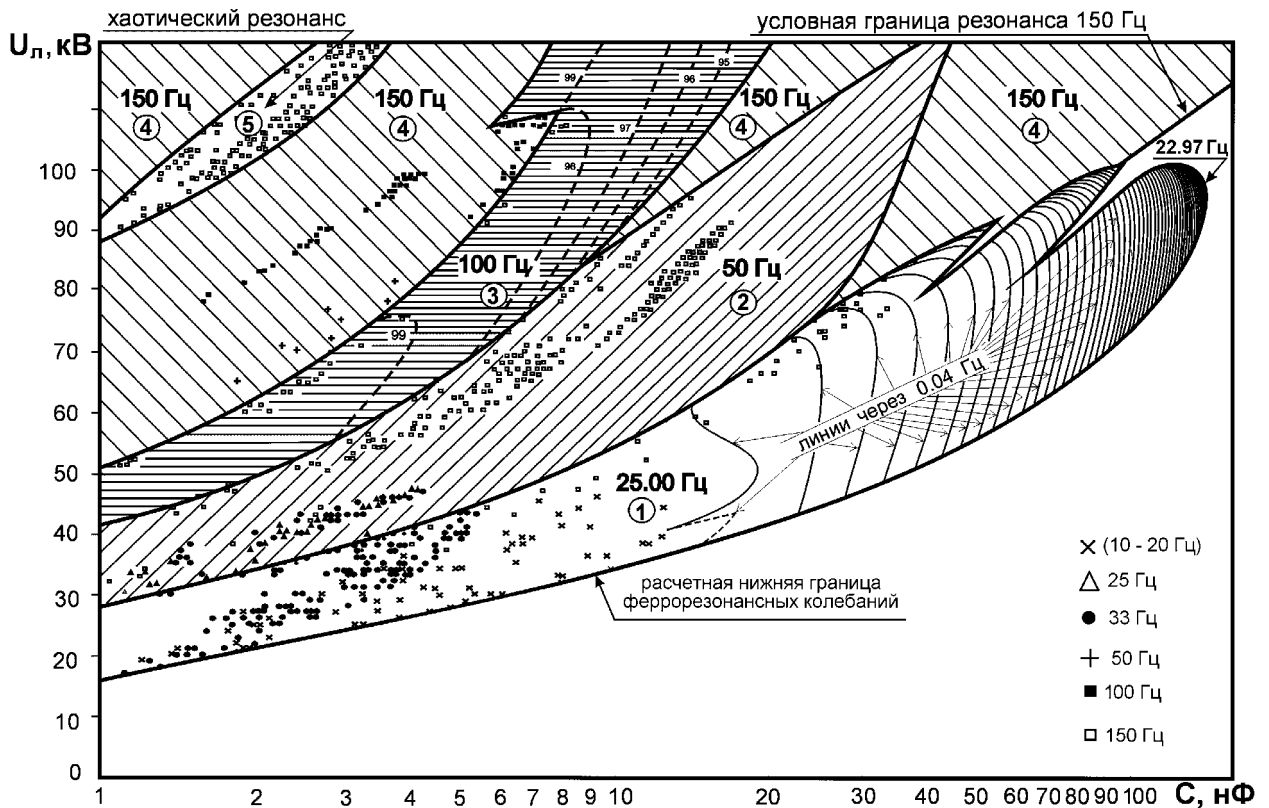 хаотический резонанс
условная граница резонанса 150 Гц
Uл, кВ
150 Гц
4
5
150 Гц
4
99
95
96
97
98
150 Гц
4
150 Гц
4
22.97 Гц
100
90
80
70
60
50
40
30
20
10
0
100 Гц
3
99
50 Гц
2
линии через 0.04 Гц
25.00 Гц
1
расчетная нижняя граница
феррорезонансных колебаний
(10 - 20 Гц)
25 Гц
33 Гц
50 Гц
100 Гц
150 Гц
1 2 3 4 5 6 7 8 9 10 20 30 40 50 60 70 80 90 100 С, нФ